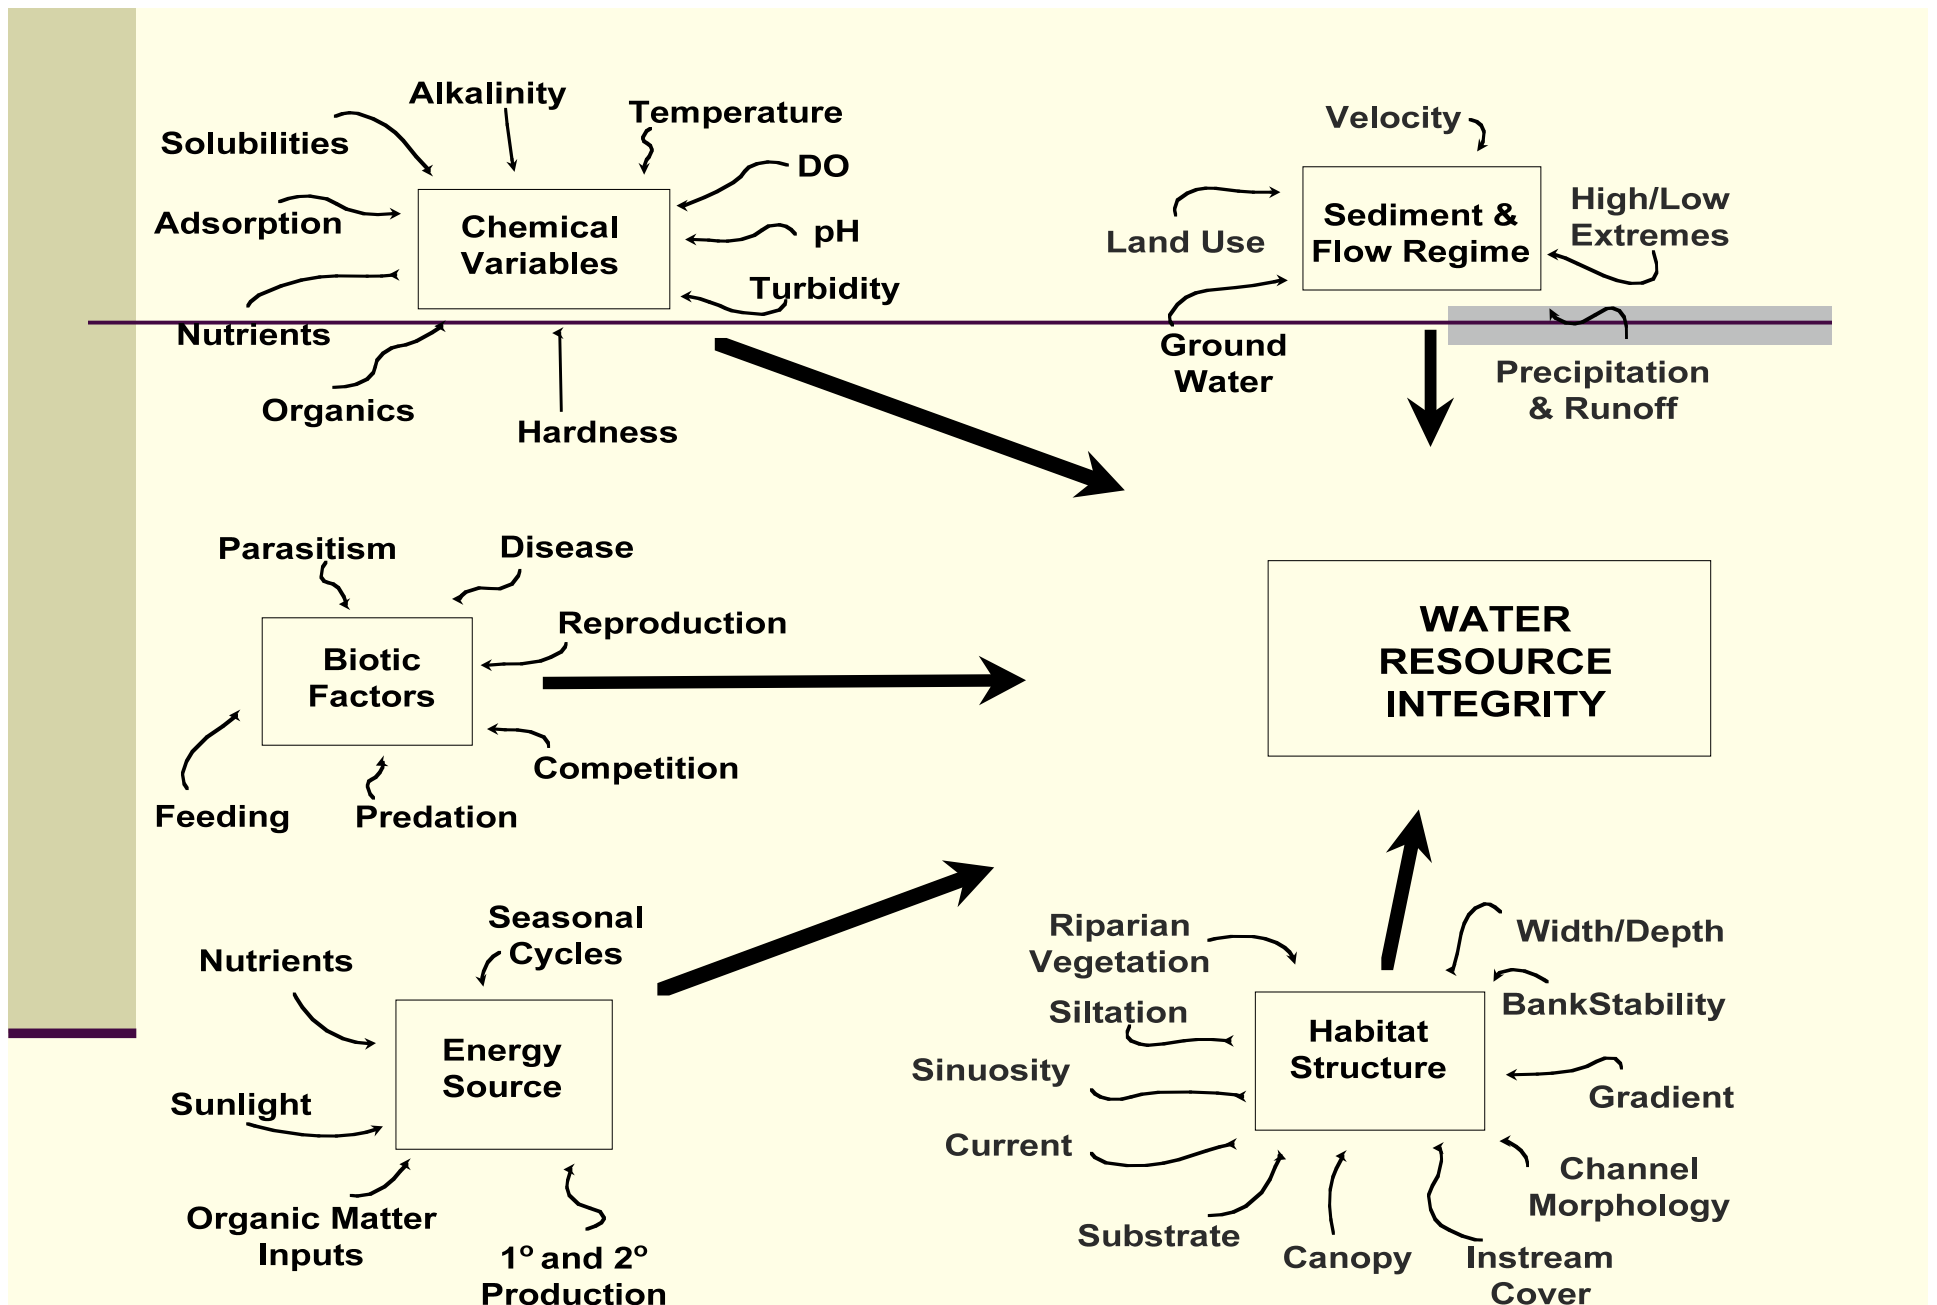 Alkalinity
Temperature
Solubilities
DO
Adsorption
Chemical
Variables
pH
Turbidity
Nutrients
Organics
Hardness
Velocity
High/Low
Extremes
Sediment &
Flow Regime
Land Use
Ground
Water
Precipitation
& Runoff
Parasitism
Disease
Reproduction
Biotic
Factors
Competition
Feeding
Predation
WATER
RESOURCE
INTEGRITY
Seasonal
Cycles
Nutrients
Energy
Source
Sunlight
Organic Matter
Inputs
1º and 2º
Production
Riparian
Vegetation
Width/Depth
Siltation
BankStability
Habitat
Structure
Sinuosity
Gradient
Current
Channel
Morphology
Substrate
Canopy
Instream
Cover